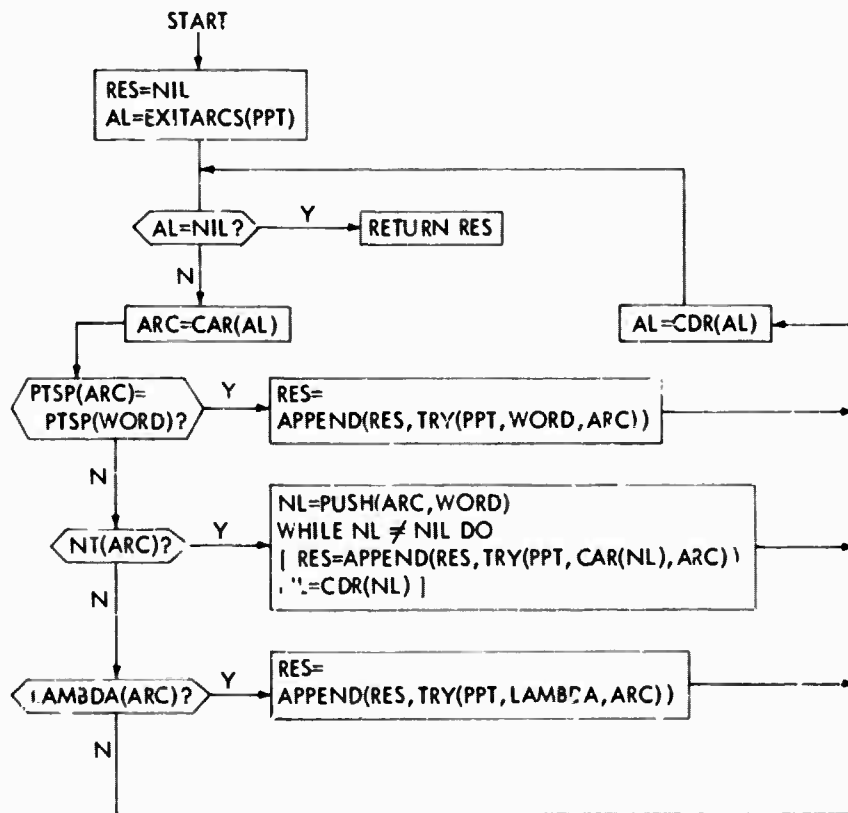 START
RES=NIL
AL=EXITARCS(PPT)
AL=NIL?
Y
RETURN RES
N
ARC=CAR(AL)
AL=CDR(AL)
PTSP(ARC)=
PTSP(WORD)?
Y
RES=
APPEND(RES,TRY(PPT,WORD,ARC))
N
NT(ARC)?
Y
NL=PUSH(ARC,WORD)
WHILE NL ≠ NIL DO
[ RES=APPEND(RES,TRY(PPT,CAR(NL),ARC))
=CDR(NL) ]
N
LAMBDA(ARC)?
Y
RES=
APPEND(RES,TRY(PPT,LAMBDA,ARC))
N